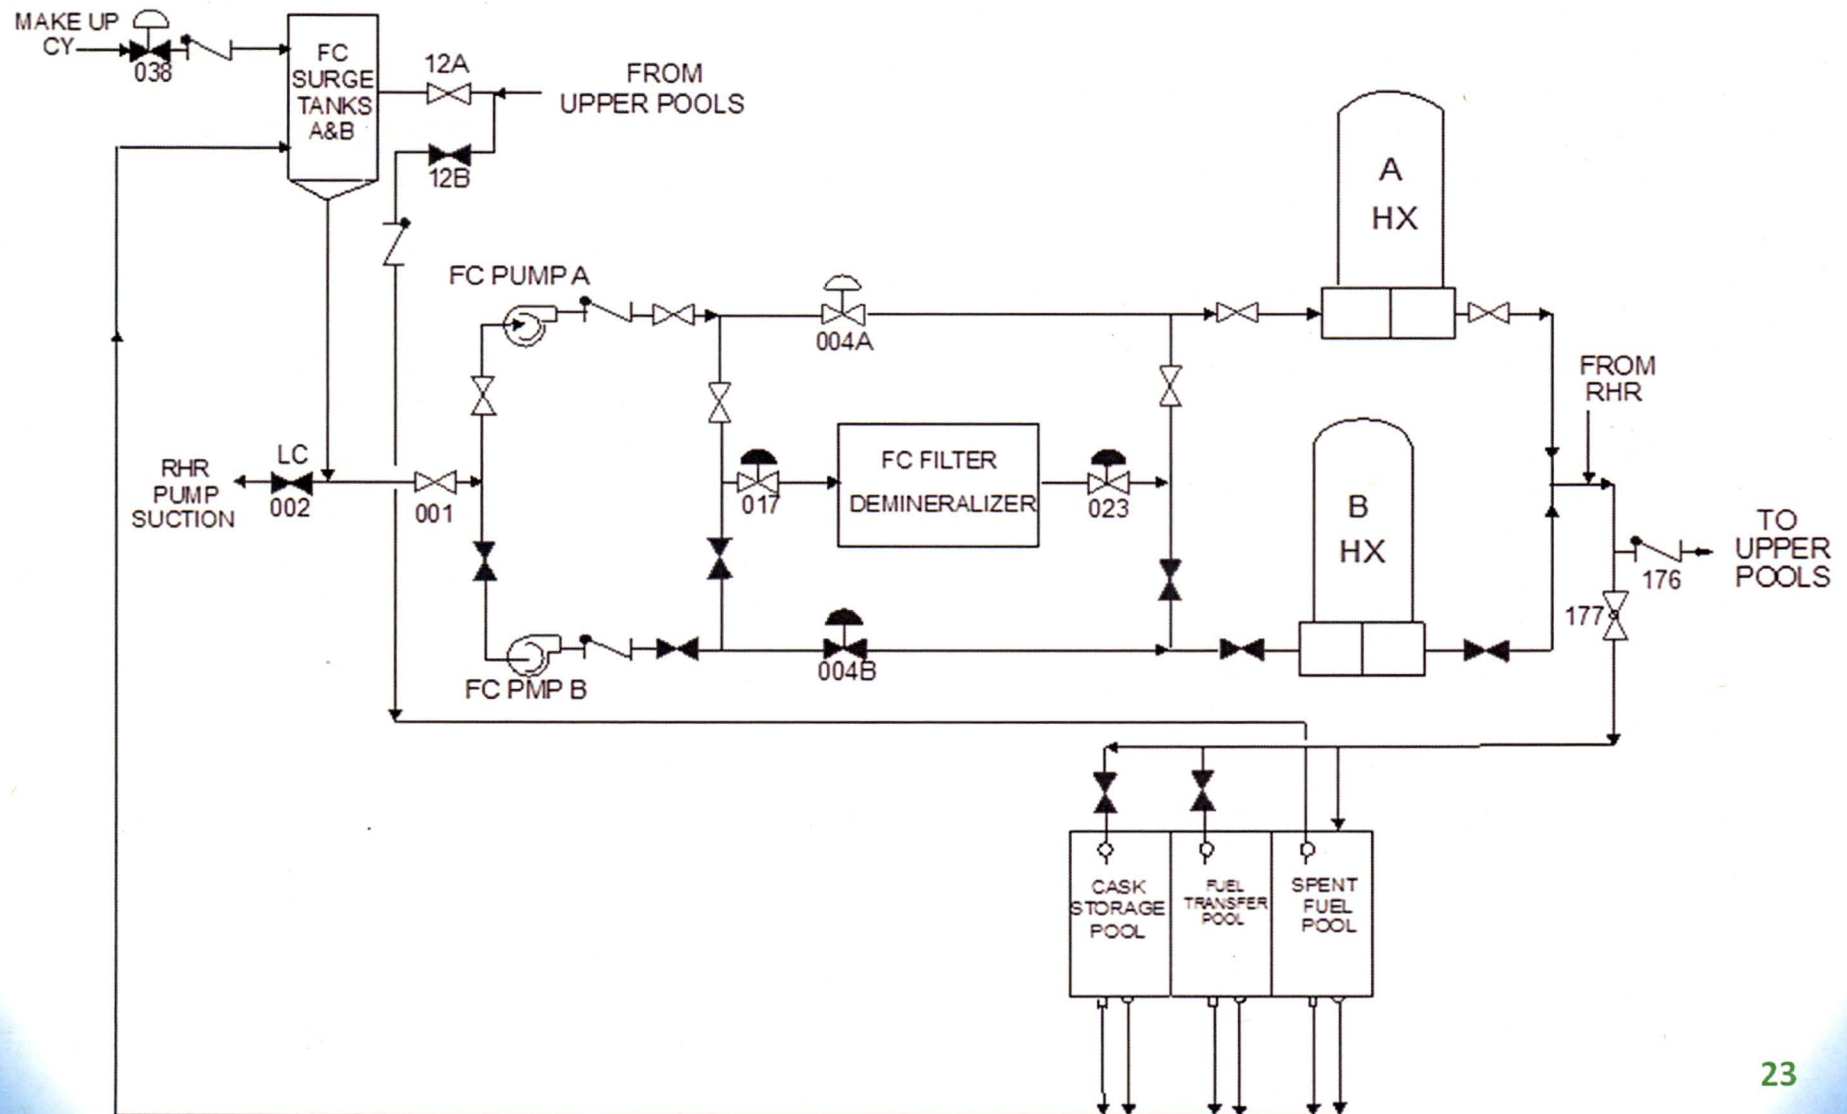 MAKE UP
CY
038
FC
SURGE
TANKS
A&B
12A
FROM
UPPER POOLS
12B
A
HX
FC PUMP A
004A
FROM
RHR
LC
RHR
PUMP
SUCTION
002
001
017
FC FILTER
DEMINERALIZER
023
B
HX
TO
UPPER
POOLS
176
177
FC PMP B
004B
CASK
STORAGE
POOL
FUEL
TRANSFER
POOL
SPENT
FUEL
POOL
23